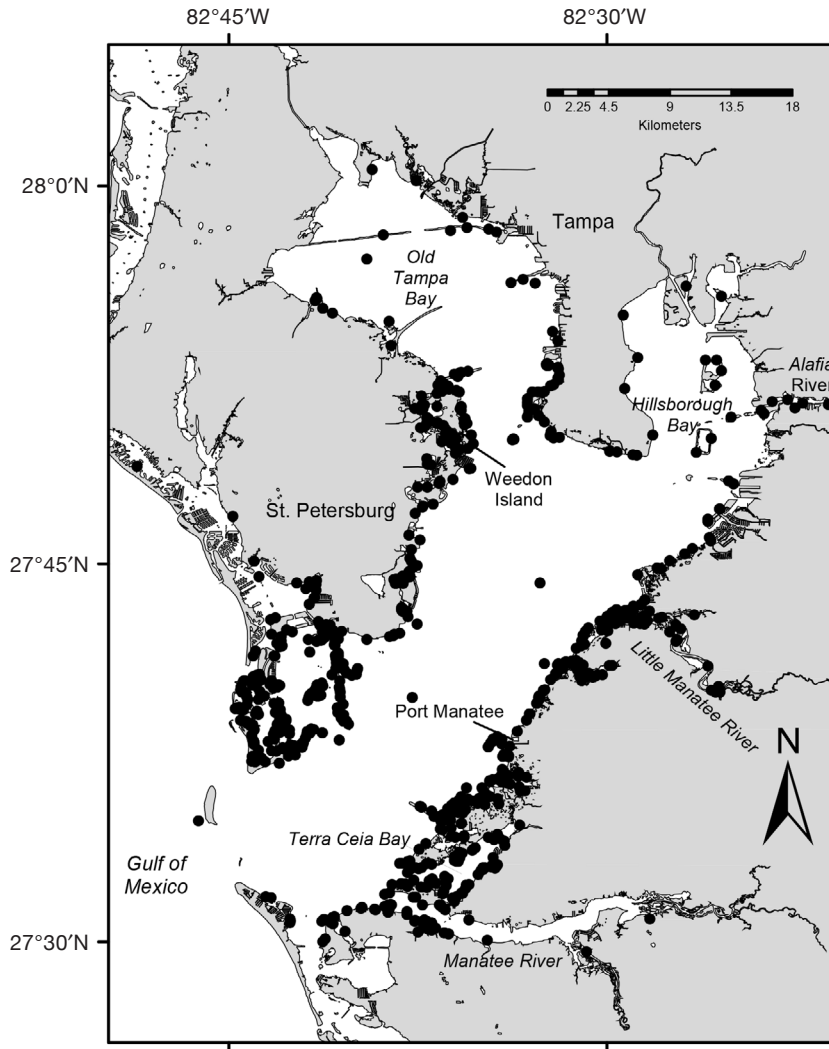 82°45′W
82°30′W
0 2.25 4.5 9 13.5 18
Kilometers
28°0′N
Tampa
Old
Tampa
Bay
Alafia
River
Hillsborough
Bay
Weedon
Island
St. Petersburg
27°45′N
Little Manatee River
Port Manatee
N
Terra Ceia Bay
Gulf of
Mexico
27°30′N
Manatee River